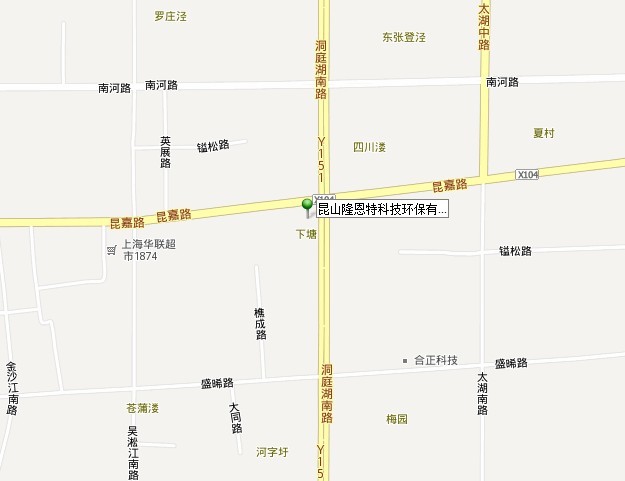 罗庄泾
太湖中路
东张登泾
洞庭湖南路
南河路
南河路
南河路
Y151
英展路
镒松路
四川溇
夏村
X104
昆嘉路
X104
昆山隆恩特科技环保有...
昆嘉路
昆嘉路
下塘
上海华联超
市1874
镒松路
樵成路
合正科技
盛晞路
金沙江南路
洞庭湖南路
太湖南路
盛晞路
苍蒲溇
大同路
梅园
吴淞江南路
河字圩
Y15